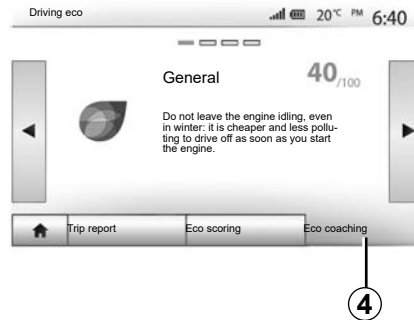 Driving eco 20°C PM 6:40
General 40/100
Do not leave the engine idling, even
in winter: it is cheaper and less pollu-
ting to drive off as soon as you start
the engine.
Trip report Eco scoring Eco coaching
4